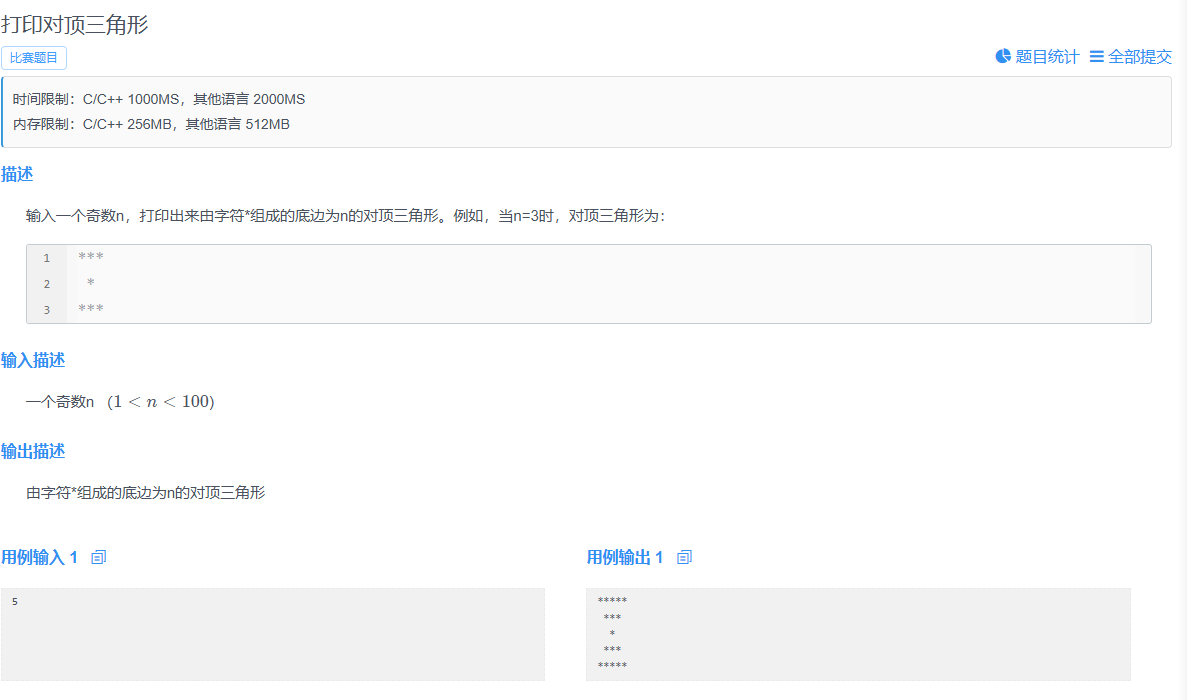 打印对顶三角形
比赛题目
题目统计 全部提交
时间限制：C/C++ 1000MS，其他语言 2000MS
内存限制：C/C++ 256MB，其他语言 512MB
描述
输入一个奇数n，打印出来由字符*组成的底边为n的对顶三角形。例如，当n=3时，对顶三角形为：
1 ***
2  *
3 ***
输入描述
一个奇数n （1 < n < 100）
输出描述
由字符*组成的底边为n的对顶三角形
用例输入 1
5
用例输出 1
*****
 ***
  *
 ***
*****